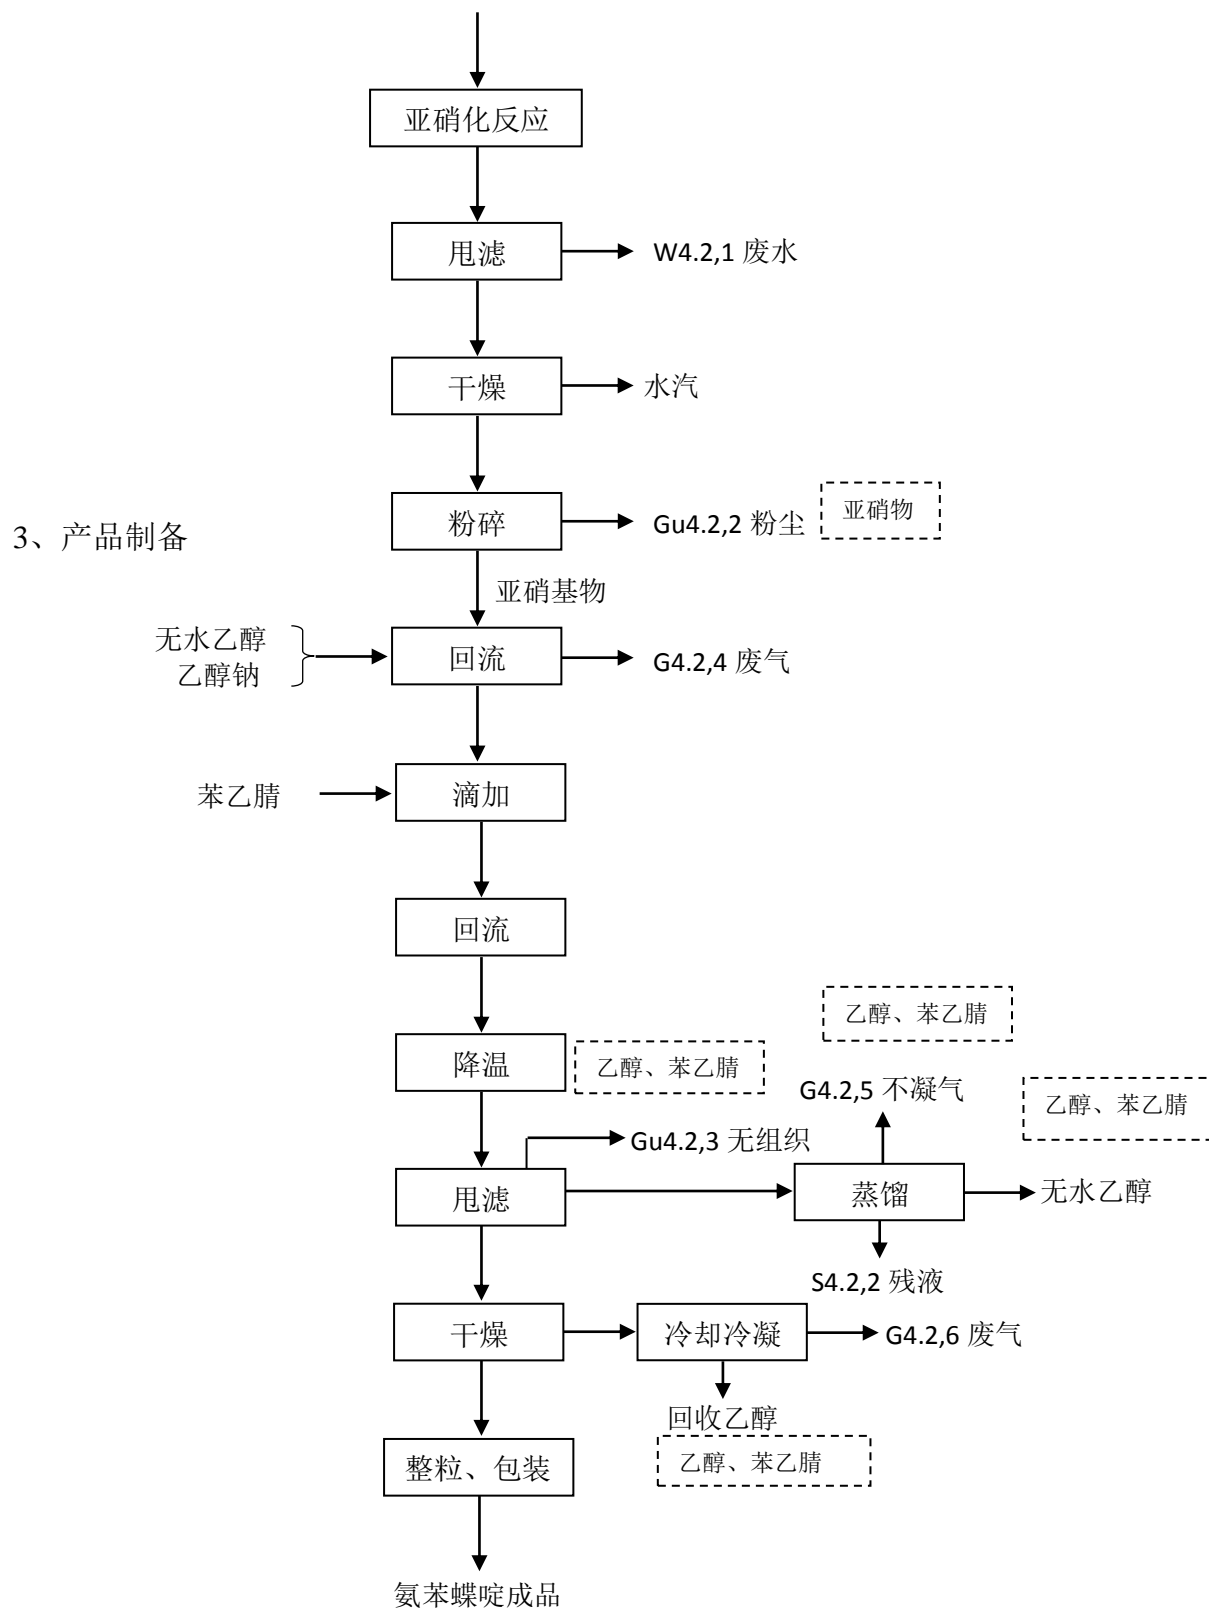 亚硝化反应
甩滤
W4.2,1 废水
干燥
水汽
粉碎
Gu4.2,2 粉尘
亚硝物
3、产品制备
亚硝基物
无水乙醇
乙醇钠
回流
G4.2,4 废气
苯乙腈
滴加
回流
乙醇、苯乙腈
降温
乙醇、苯乙腈
G4.2,5 不凝气
乙醇、苯乙腈
Gu4.2,3 无组织
甩滤
蒸馏
无水乙醇
S4.2,2 残液
干燥
冷却冷凝
G4.2,6 废气
回收乙醇
整粒、包装
乙醇、苯乙腈
氨苯蝶啶成品